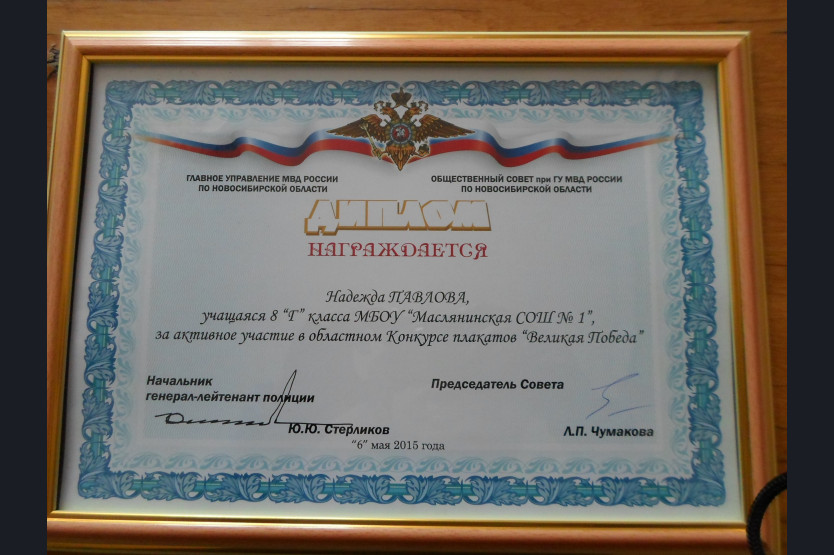 ГЛАВНОЕ УПРАВЛЕНИЕ МВД РОССИИ
ПО НОВОСИБИРСКОЙ ОБЛАСТИ
ОБЩЕСТВЕННЫЙ СОВЕТ при ГУ МВД РОССИИ
ПО НОВОСИБИРСКОЙ ОБЛАСТИ
ДИПЛОМ
НАГРАЖДАЕТСЯ
Надежда ПАВЛОВА,
учащаяся 8 “Г” класса МБОУ “Маслянинская СОШ № 1”,
за активное участие в областном Конкурсе плакатов “Великая Победа”
Начальник
генерал-лейтенант полиции
Ю.Ю. Стерликов
Председатель Совета
Л.П. Чумакова
“6” мая 2015 года